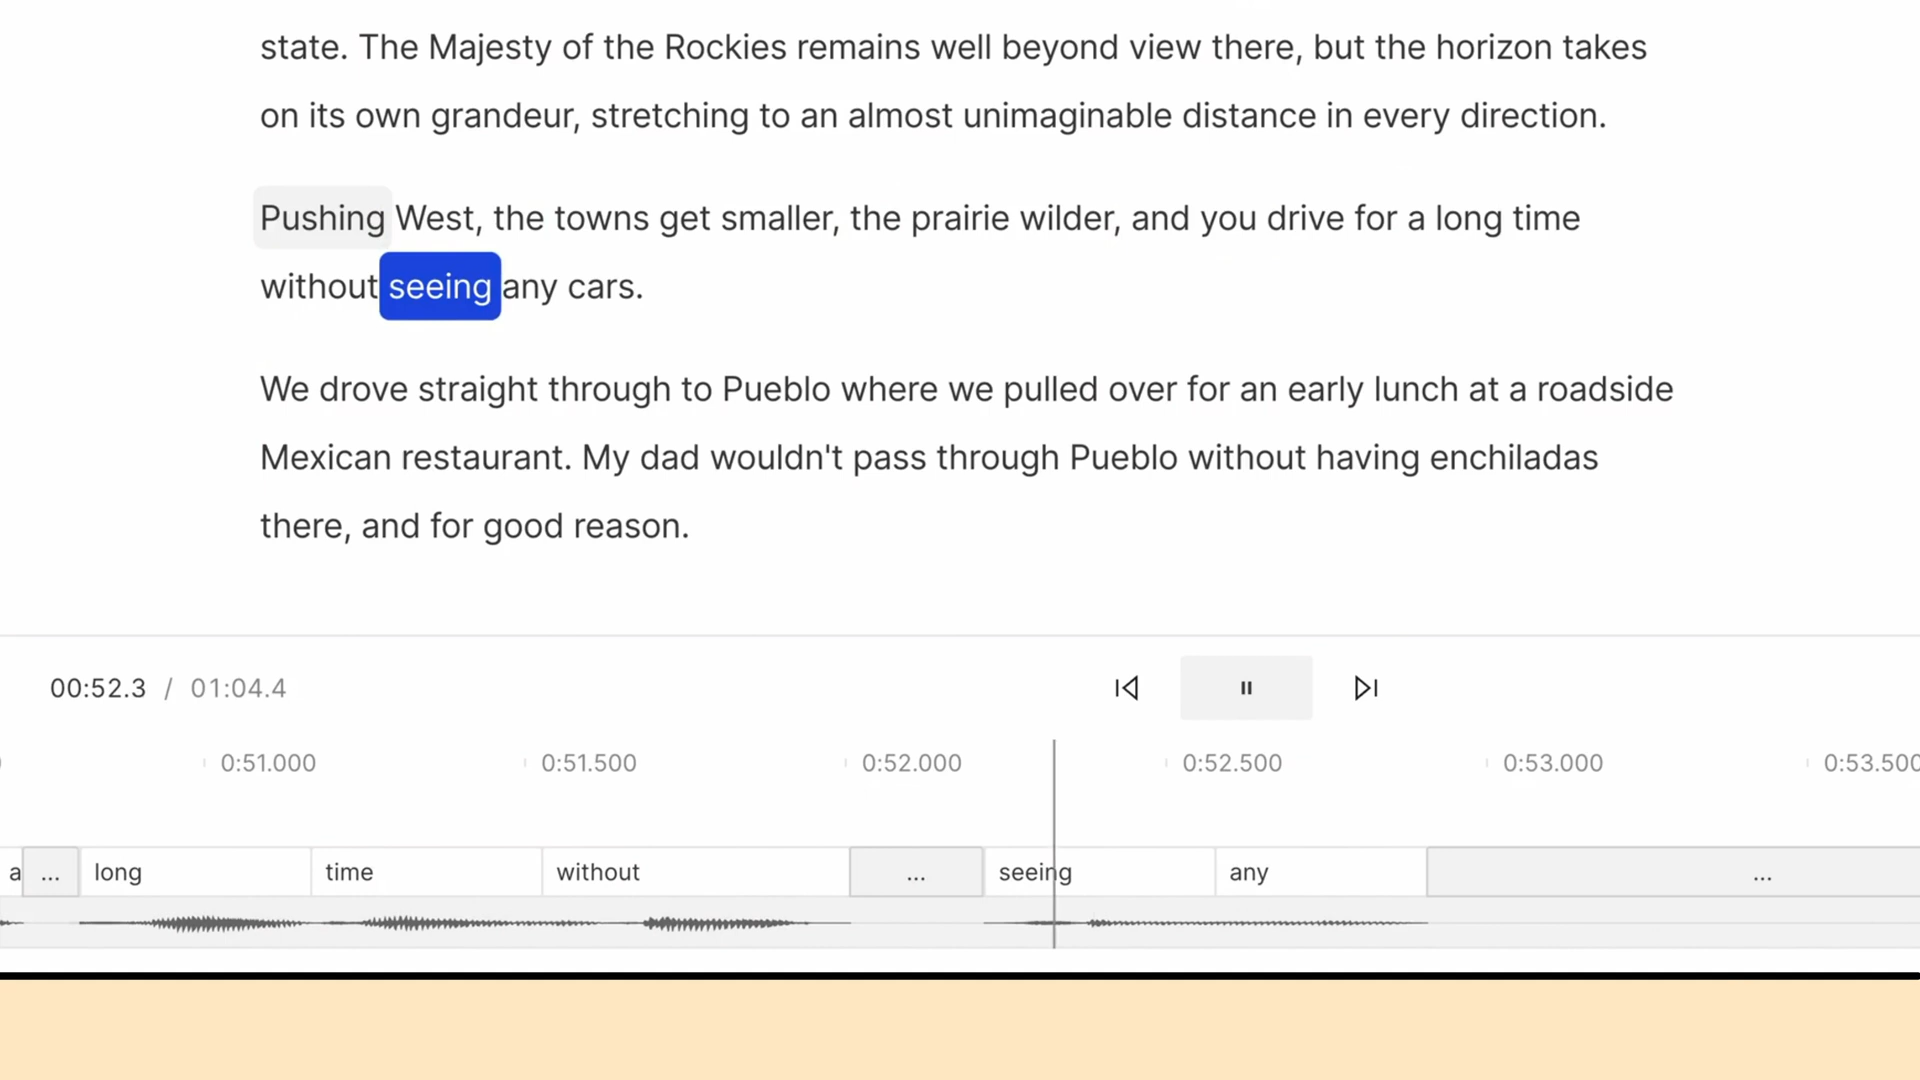 state. The Majesty of the Rockies remains well beyond view there, but the horizon takes
on its own grandeur, stretching to an almost unimaginable distance in every direction.
Pushing West, the towns get smaller, the prairie wilder, and you drive for a long time
without seeing any cars.
We drove straight through to Pueblo where we pulled over for an early lunch at a roadside
Mexican restaurant. My dad wouldn't pass through Pueblo without having enchiladas
there, and for good reason.
00:52.3 / 01:04.4
0:51.000 0:51.500 0:52.000 0:52.500 0:53.000 0:53.500
a ... long time without ... seeing any ...